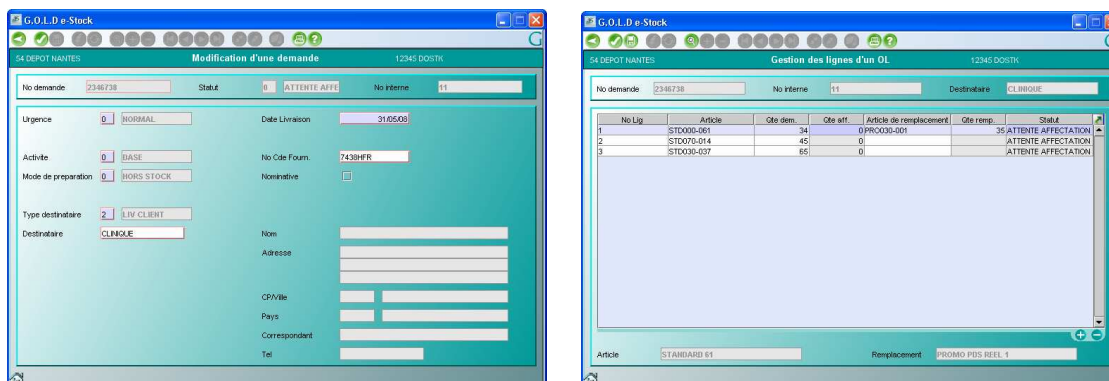 G.O.L.D e-Stock
54 DEPOT NANTES Modification d'une demande 12345 DOSTK
No demande 2346738 Statut 0 ATTENTE AFFE No interne 11
Urgence 0 NORMAL Date Livraison 31/05/08
Activite 0 BASE No Cde Fourn. 7438HFR
Mode de preparation 0 HORS STOCK Nominative
Type destinataire 2 LIV CLIENT
Destinataire CLINIQUE Nom
Adresse
CP/Ville
Pays
Correspondant
Tel
G.O.L.D e-Stock
54 DEPOT NANTES Gestion des lignes d'un OL 12345 DOSTK
No demande 2346738 No interne 11 Destinataire CLINIQUE
No Lig Article Qte dem. Qte aff. Article de remplacement Qte remp. Statut
1 STD000-061 34 0 PRO030-001 35 ATTENTE AFFECTATION
2 STD070-014 45 0 ATTENTE AFFECTATION
3 STD030-037 65 0 ATTENTE AFFECTATION
Article STANDARD 61 Remplacement PROMO PDS REEL 1